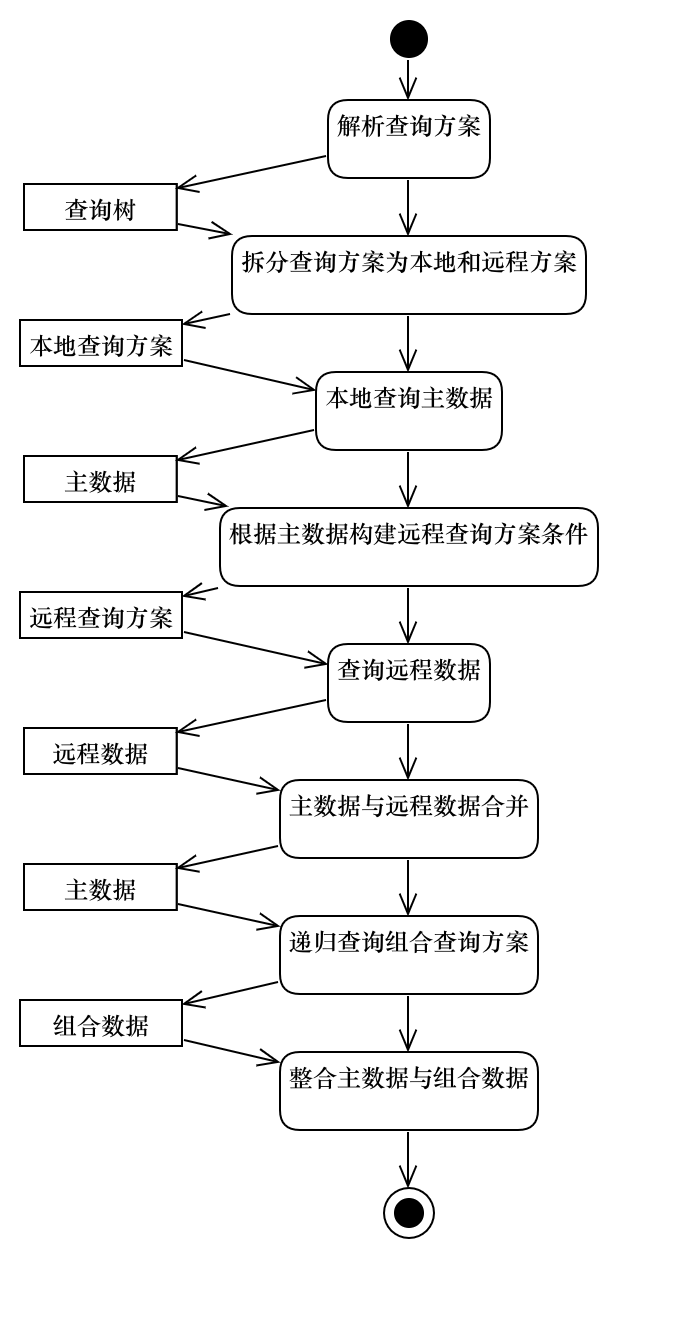 解析查询方案
查询树
拆分查询方案为本地和远程方案
本地查询方案
本地查询主数据
主数据
根据主数据构建远程查询方案条件
远程查询方案
查询远程数据
远程数据
主数据与远程数据合并
主数据
递归查询组合查询方案
组合数据
整合主数据与组合数据